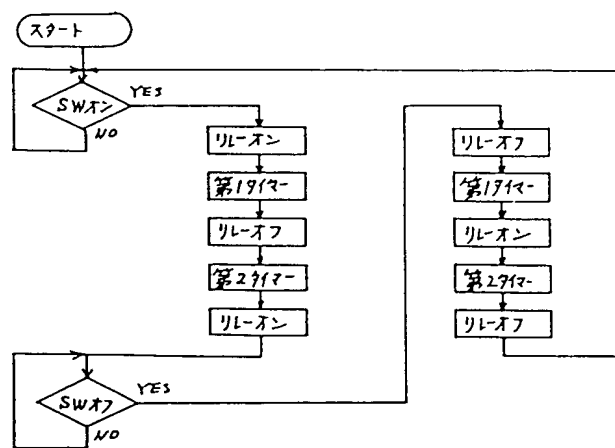 スタート
SWオン
YES
NO
リレーオン
第1タイマー
リレーオフ
第2タイマー
リレーオン
SWオフ
YES
NO
リレーオフ
第1タイマー
リレーオン
第2タイマー
リレーオフ